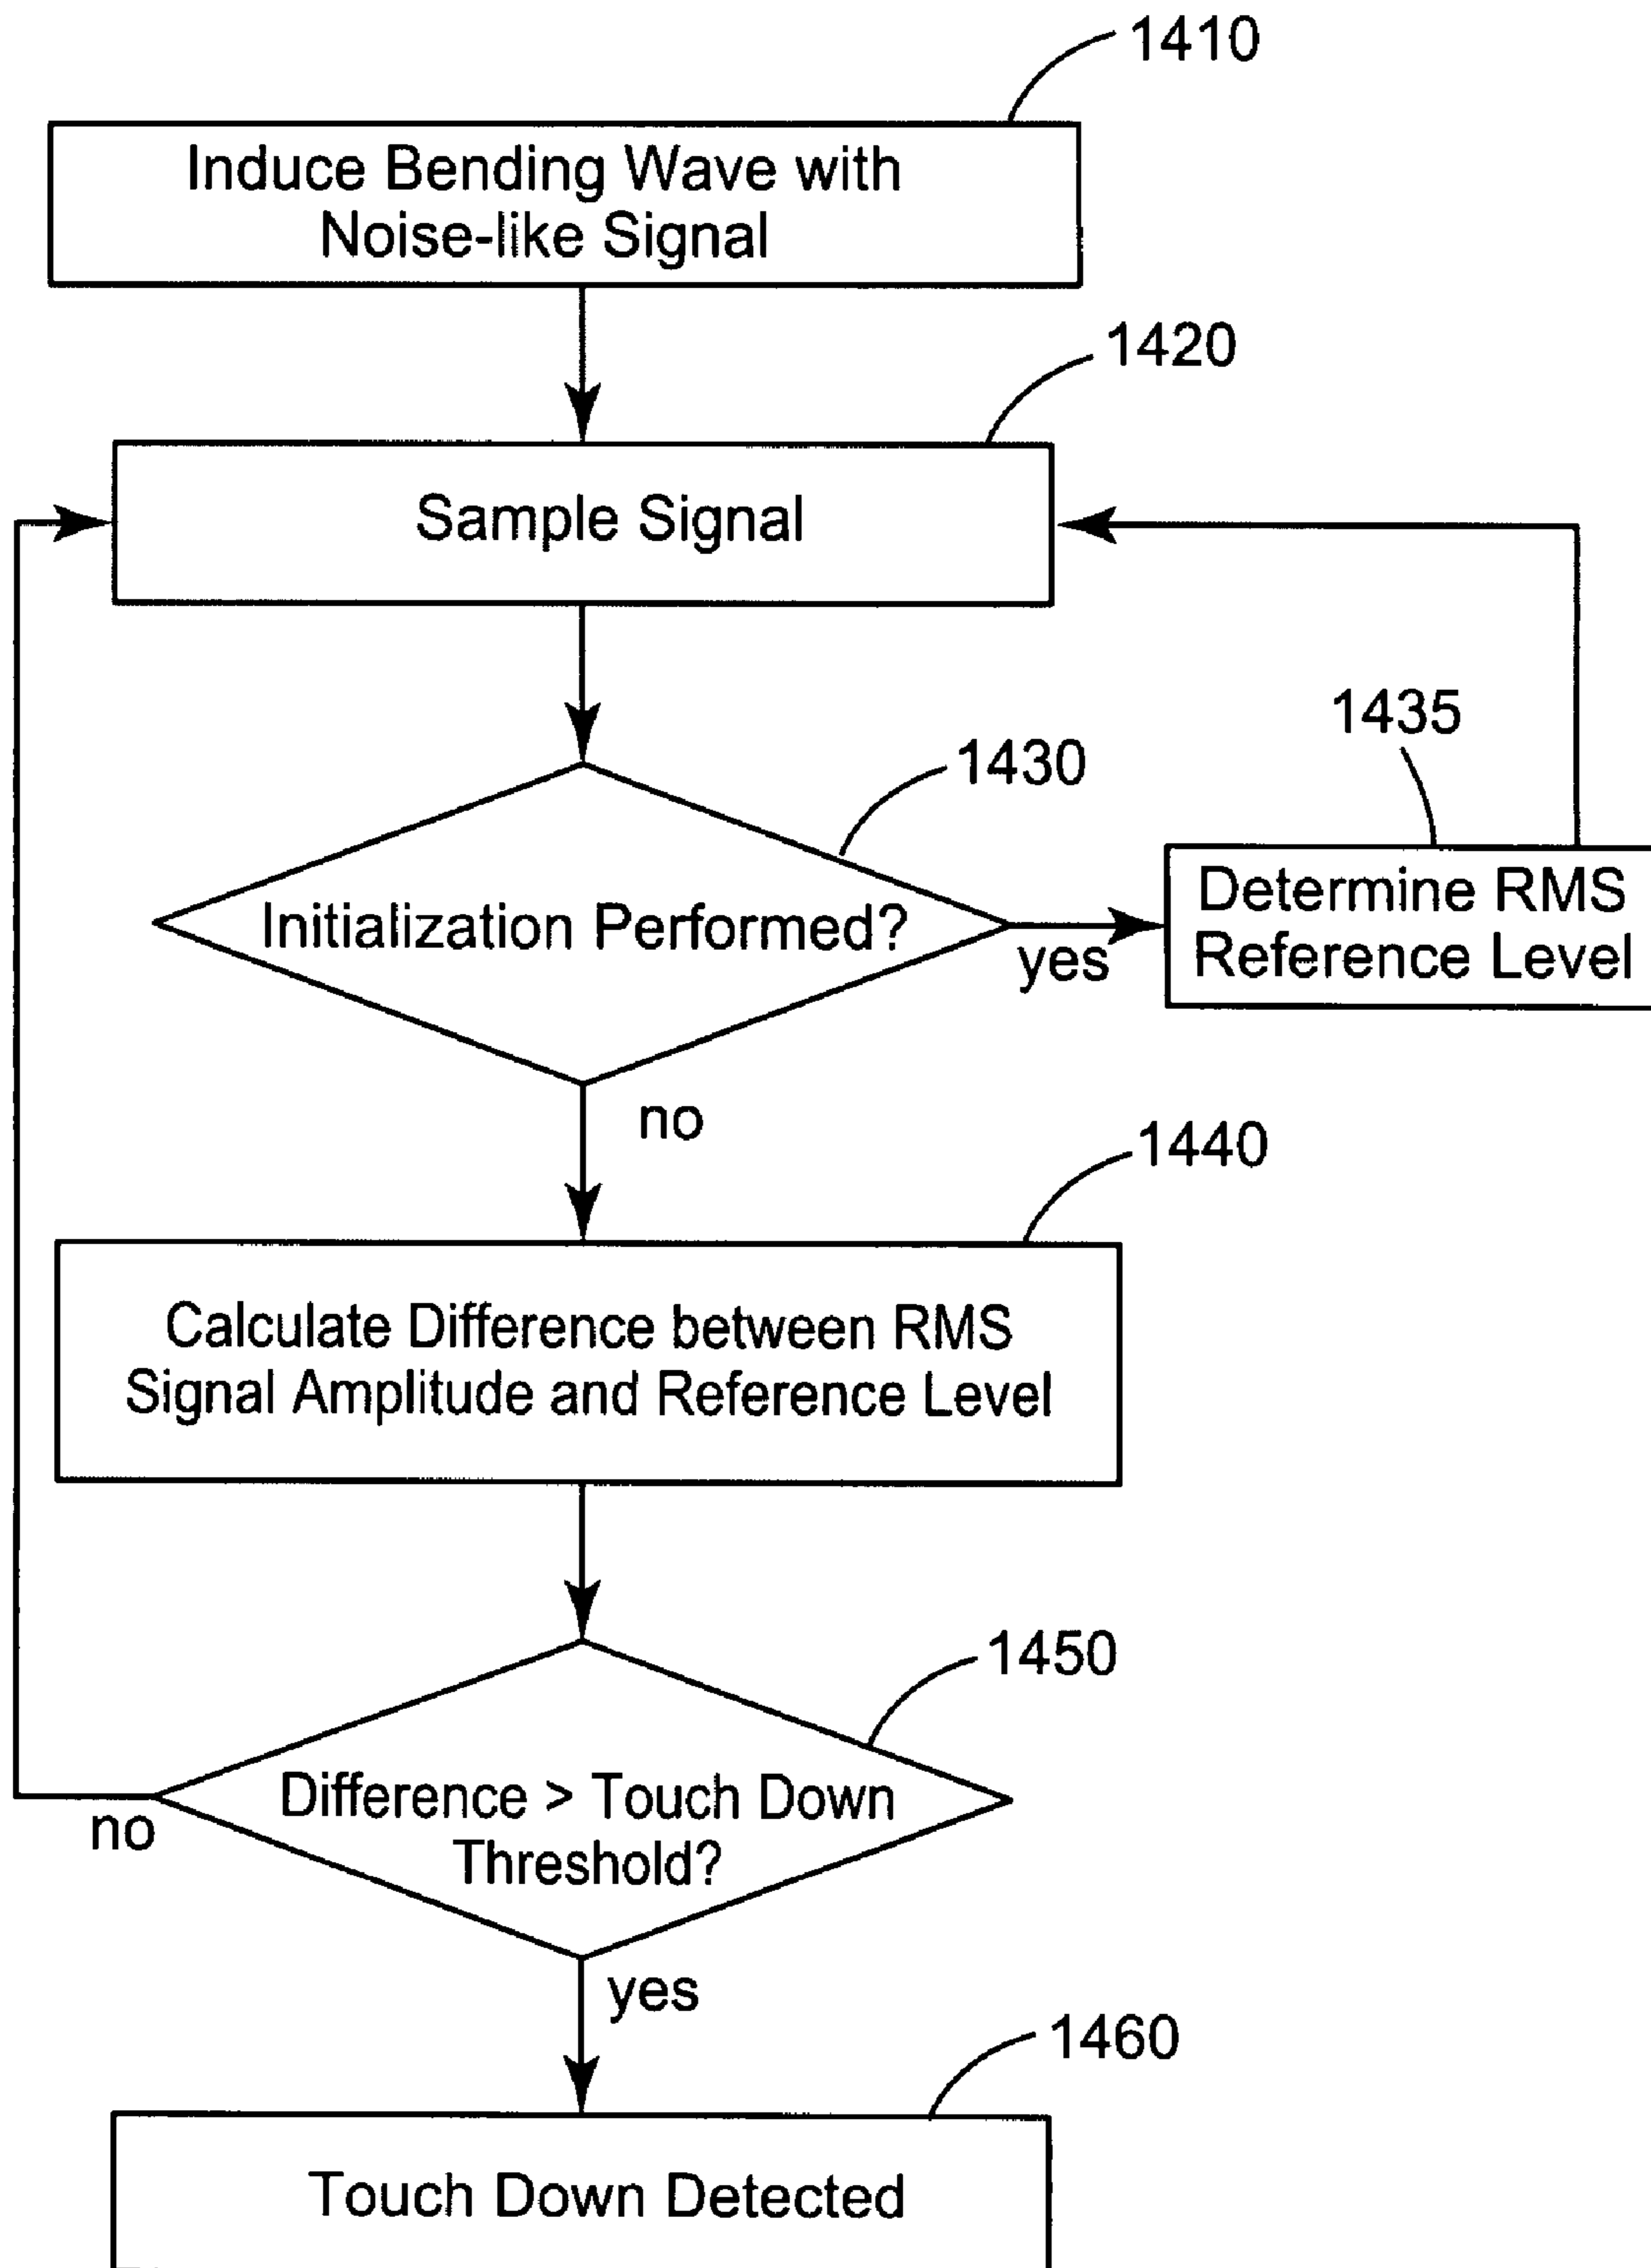 1410
Induce Bending Wave with
Noise-like Signal
1420
Sample Signal
1435
1430
Initialization Performed?
yes
Determine RMS
Reference Level
no
1440
Calculate Difference between RMS
Signal Amplitude and Reference Level
1450
Difference > Touch Down
Threshold?
no
yes
1460
Touch Down Detected